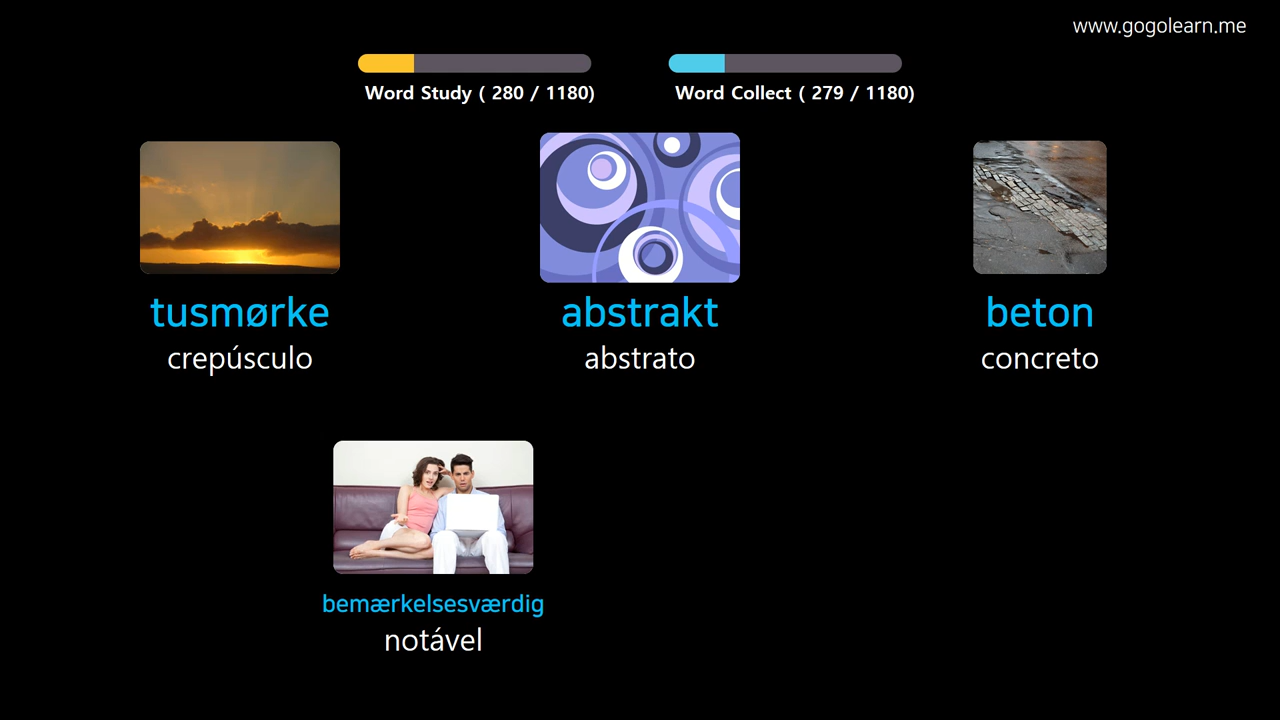 www.gogolearn.me
Word Study ( 280 / 1180)
Word Collect ( 279 / 1180)
tusmørke
crepúsculo
abstrakt
abstrato
beton
concreto
bemærkelsesværdig
notável